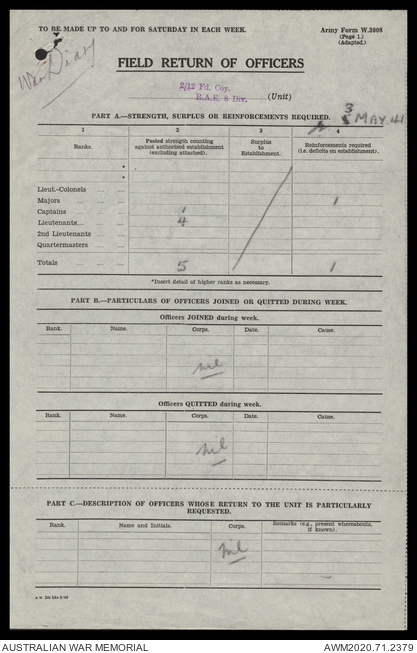 TO BE MADE UP TO AND FOR SATURDAY IN EACH WEEK.
Army Form W.3008
(Page 1.)
(Adapted.)
War Diary
FIELD RETURN OF OFFICERS
2/12 Fd. Coy.
R.A.E. 8 Div. (Unit)
3 MAY 41
PART A.—STRENGTH, SURPLUS OR REINFORCEMENTS REQUIRED.
1 2 3 4
Ranks. Posted strength counting against authorized establishment (excluding attached). Surplus to Establishment. Reinforcements required (i.e. deficits on establishment).
*
*
Lieut.-Colonels
Majors 1
Captains 1
Lieutenants 4
2nd Lieutenants
Quartermasters
Totals 5 1
*Insert detail of higher ranks as necessary.
PART B.—PARTICULARS OF OFFICERS JOINED OR QUITTED DURING WEEK.
Officers JOINED during week.
Rank. Name. Corps. Date. Cause.
nil
Officers QUITTED during week.
Rank. Name. Corps. Date. Cause.
nil
PART C.—DESCRIPTION OF OFFICERS WHOSE RETURN TO THE UNIT IS PARTICULARLY
REQUESTED.
Rank. Name and Initials. Corps. Remarks (e.g., present whereabouts, if known).
nil
AUSTRALIAN WAR MEMORIAL
AWM2020.71.2379